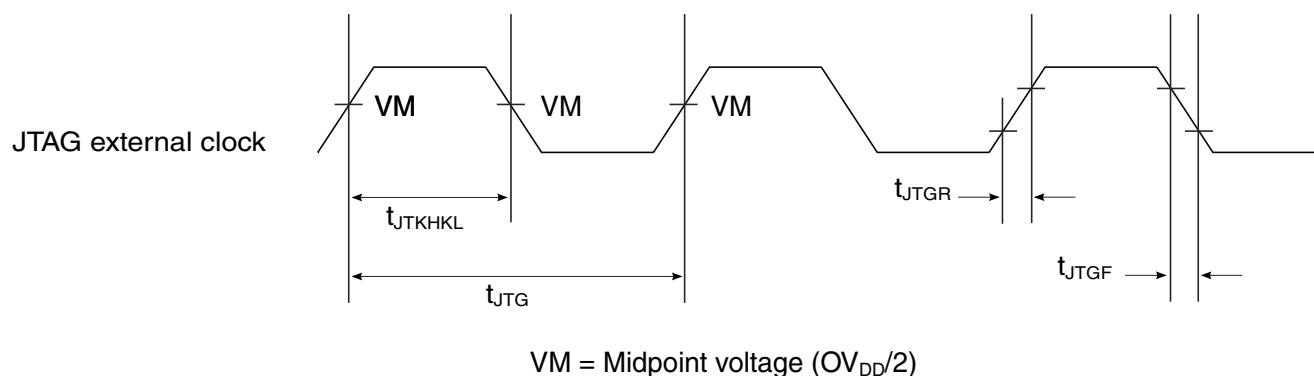 VM VM VM
JTAG external clock
tJTGR
tJTKHKL
tJTGF
tJTG
VM = Midpoint voltage (OVDD/2)